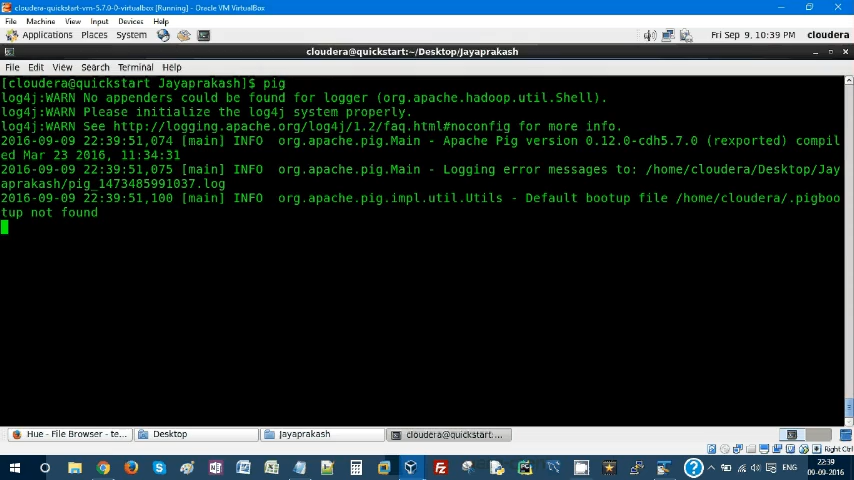 cloudera-quickstart-vm-5.7.0-0-virtualbox [Running] - Oracle VM VirtualBox
File Machine View Input Devices Help
Applications Places System Fri Sep 9, 10:39 PM cloudera
cloudera@quickstart:~/Desktop/Jayaprakash
File Edit View Search Terminal Help
[cloudera@quickstart Jayaprakash]$ pig
log4j:WARN No appenders could be found for logger (org.apache.hadoop.util.Shell).
log4j:WARN Please initialize the log4j system properly.
log4j:WARN See http://logging.apache.org/log4j/1.2/faq.html#noconfig for more info.
2016-09-09 22:39:51,074 [main] INFO  org.apache.pig.Main - Apache Pig version 0.12.0-cdh5.7.0 (rexported) compil
ed Mar 23 2016, 11:34:31
2016-09-09 22:39:51,075 [main] INFO  org.apache.pig.Main - Logging error messages to: /home/cloudera/Desktop/Jay
aprakash/pig_1473485991037.log
2016-09-09 22:39:51,100 [main] INFO  org.apache.pig.impl.util.Utils - Default bootup file /home/cloudera/.pigboo
tup not found
Hue - File Browser - te... Desktop Jayaprakash cloudera@quickstart:...
Right Ctrl
ENG 22:39
09-09-2016